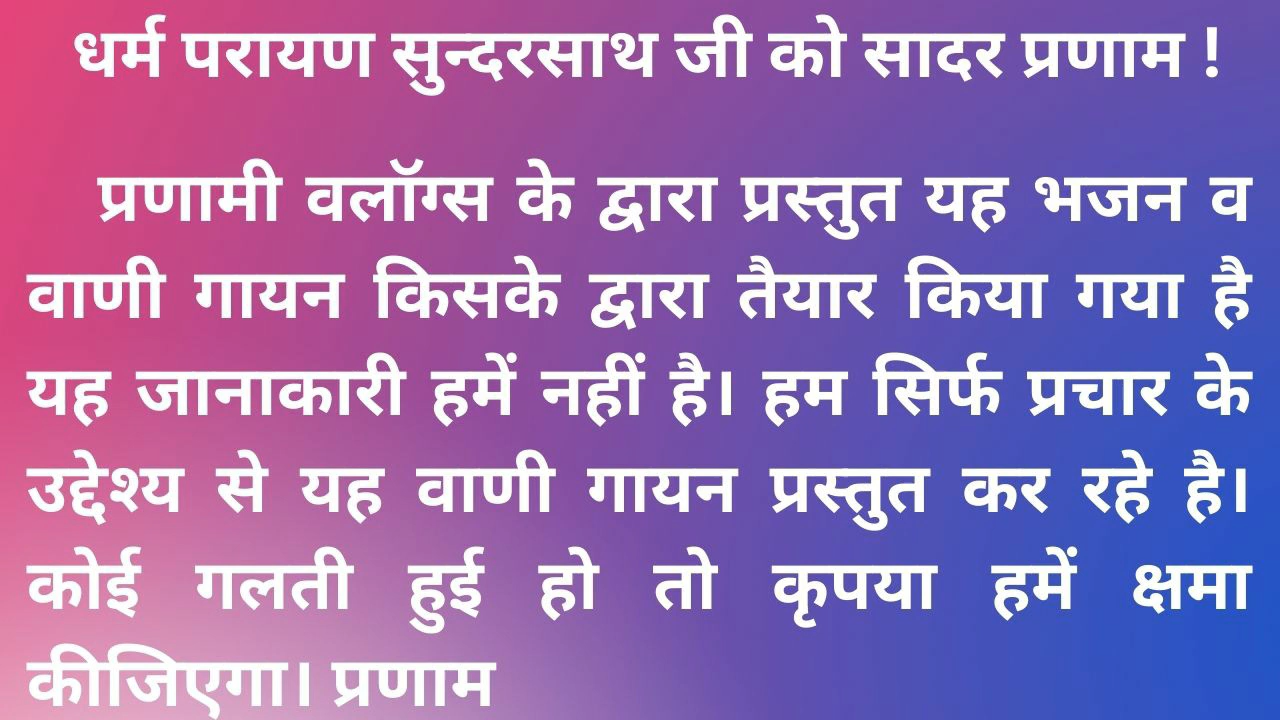 धर्म परायण सुन्दरसाथ जी को सादर प्रणाम !
प्रणामी वलॉग्स के द्वारा प्रस्तुत यह भजन व
वाणी गायन किसके द्वारा तैयार किया गया है
यह जानाकारी हमें नहीं है। हम सिर्फ प्रचार के
उद्देश्य से यह वाणी गायन प्रस्तुत कर रहे है।
कोई गलती हुई हो तो कृपया हमें क्षमा
कीजिएगा। प्रणाम